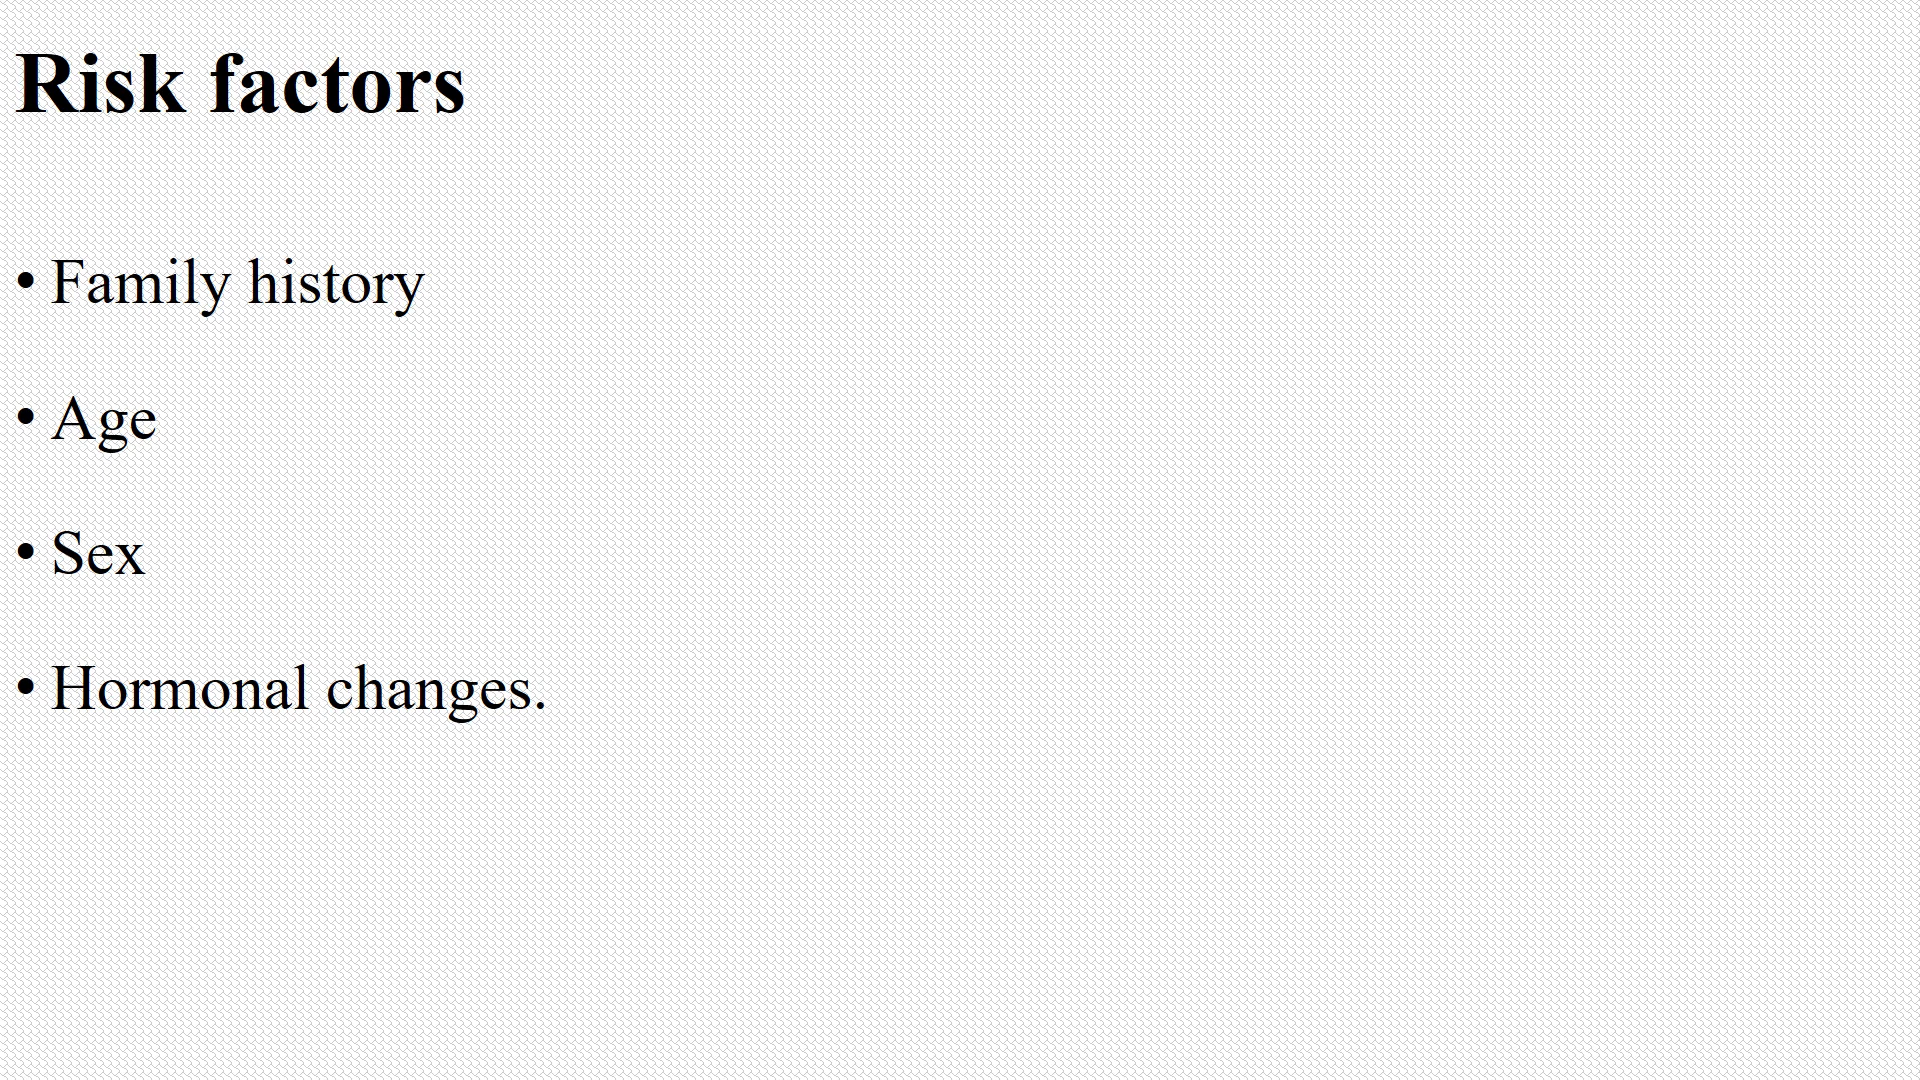 Risk factors
• Family history
• Age
• Sex
• Hormonal changes.